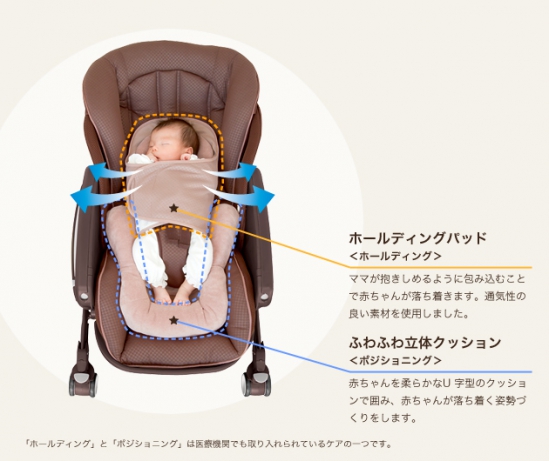 ホールディングパッド
＜ホールディング＞
ママが抱きしめるように包み込むこと
で赤ちゃんが落ち着きます。通気性の
良い素材を使用しました。
ふわふわ立体クッション
＜ポジショニング＞
赤ちゃんを柔らかなU 字型のクッショ
ンで囲み、赤ちゃんが落ち着く姿勢づ
くりをします。
「ホールディング」と「ポジショニング」は医療機関でも取り入れられているケアの一つです。